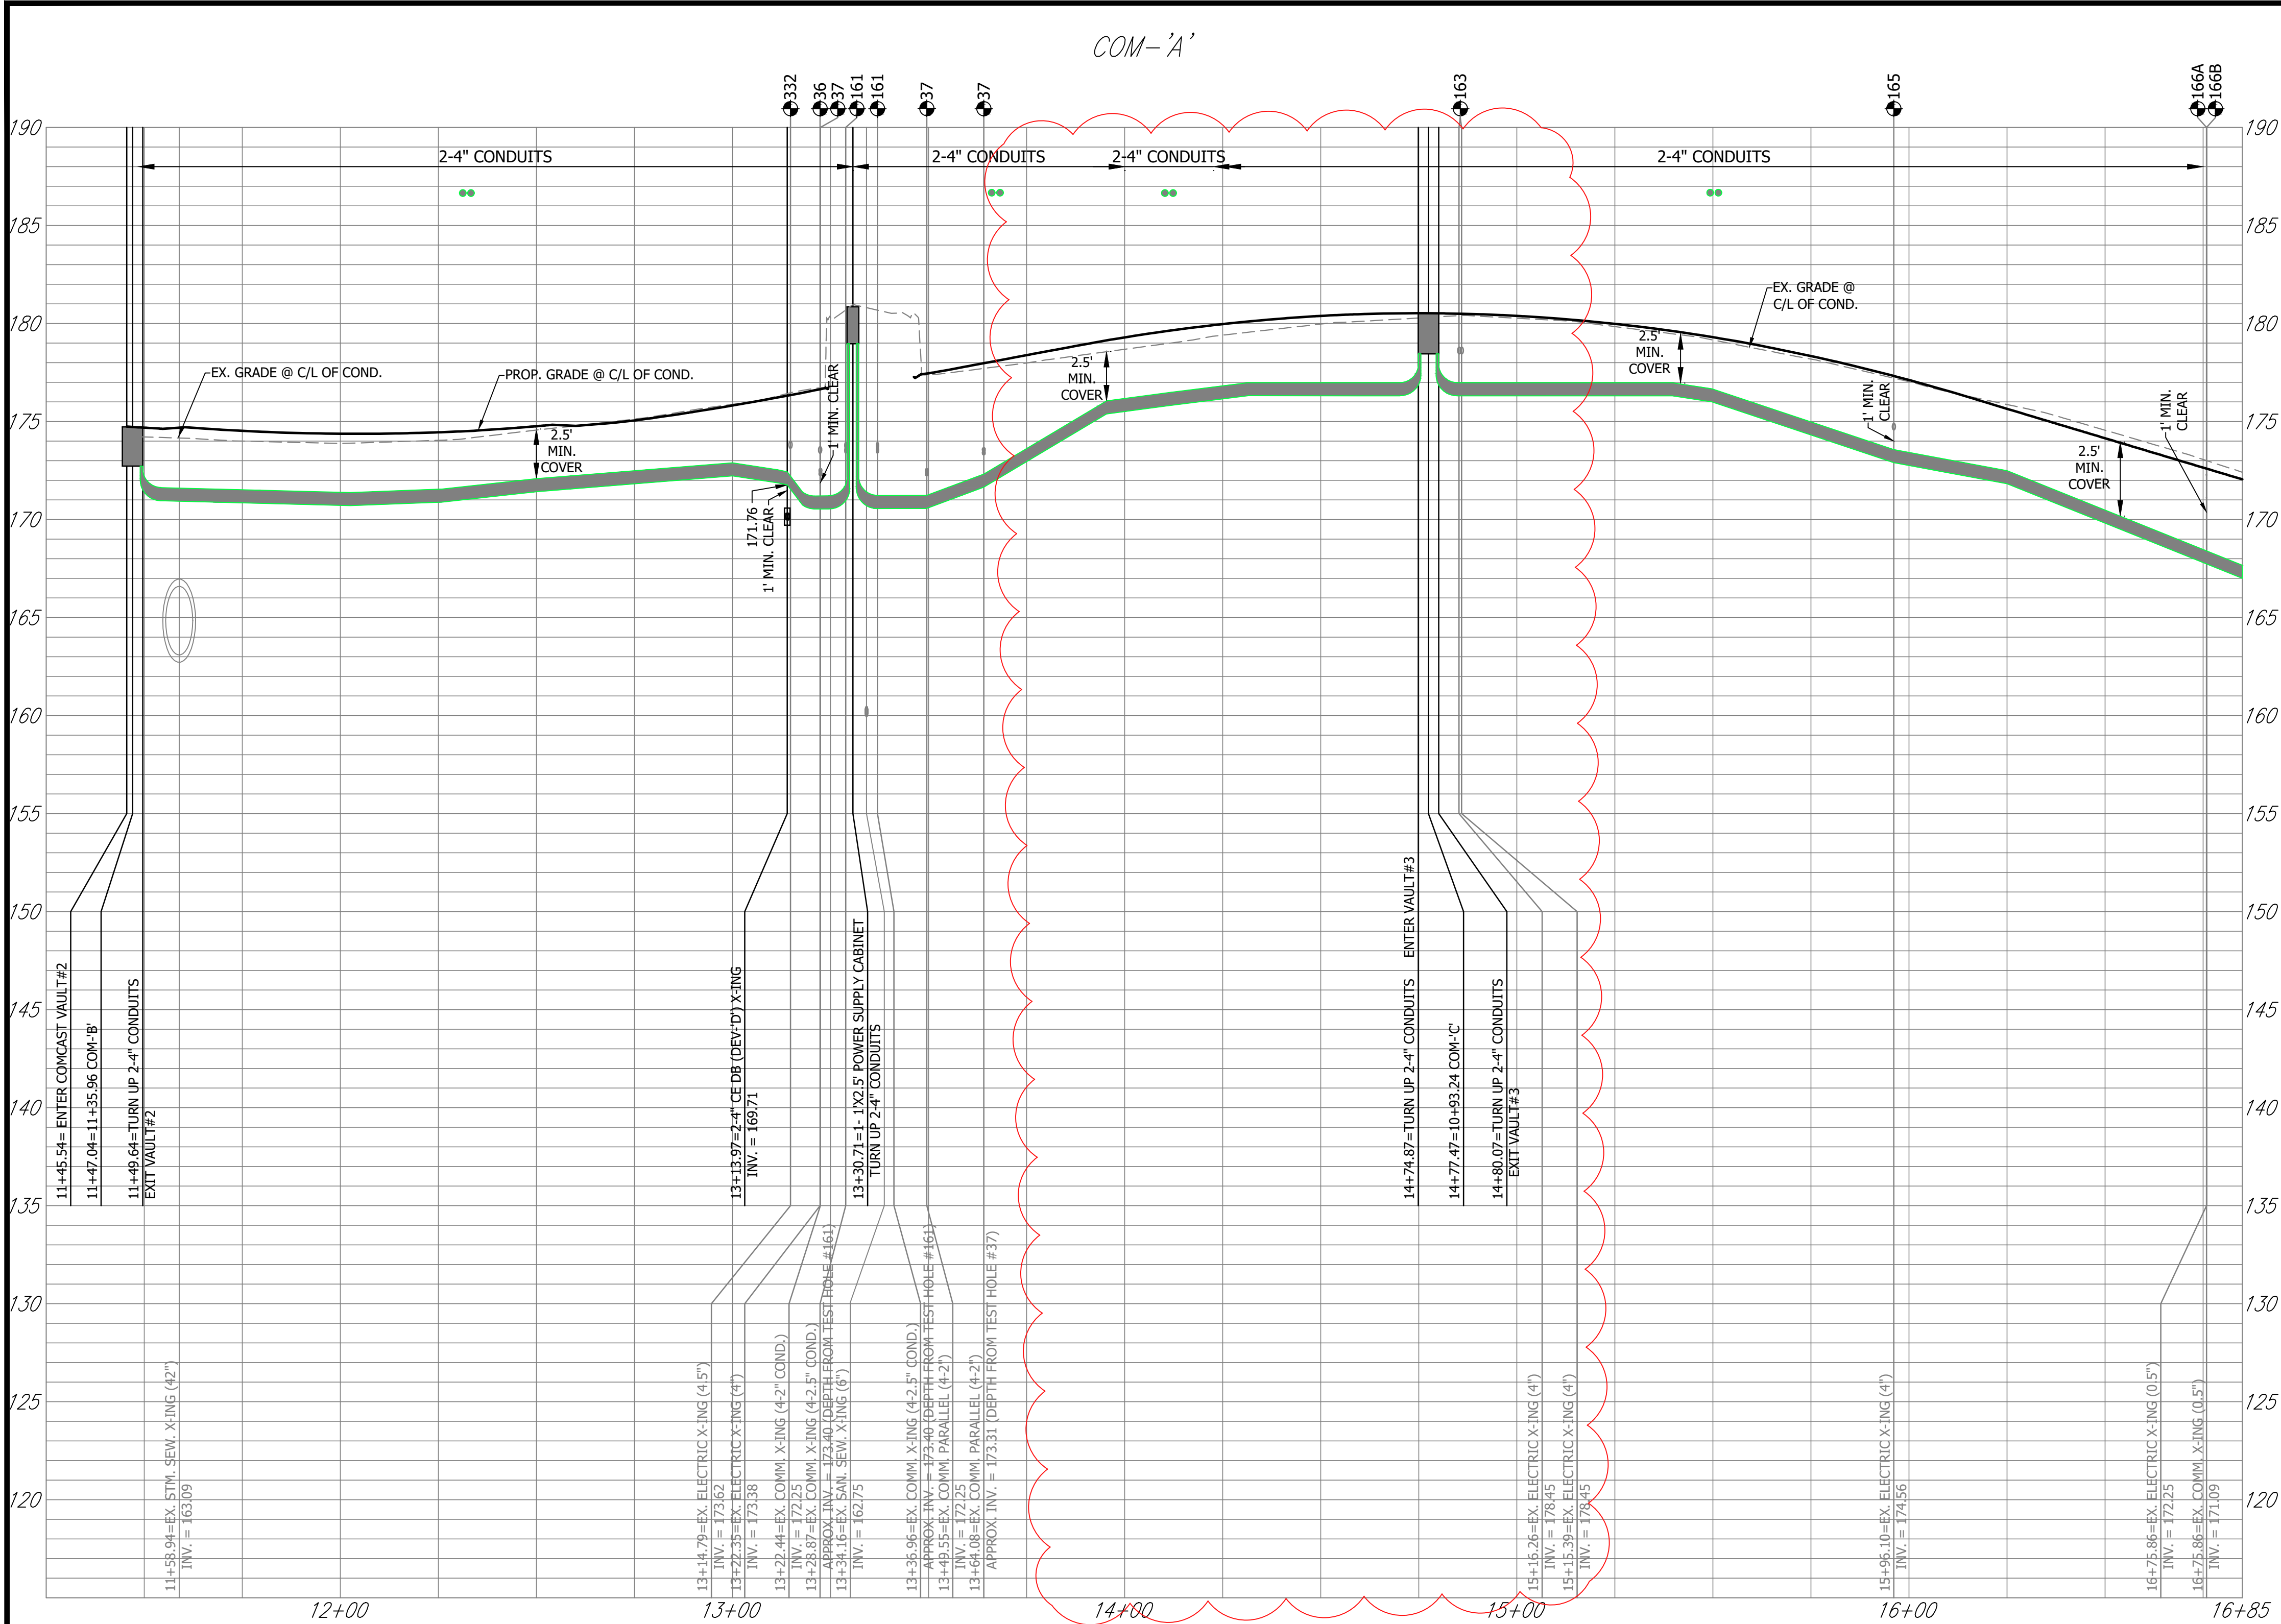 COM-'A'
332
36
37
161
161
37
37
163
165
166A
166B
190
190
2-4" CONDUITS
2-4" CONDUITS
2-4" CONDUITS
2-4" CONDUITS
185
185
EX. GRADE @
C/L OF COND.
180
180
2.5'
MIN.
COVER
2.5'
MIN.
COVER
EX. GRADE @ C/L OF COND.
PROP. GRADE @ C/L OF COND.
1' MIN. CLEAR
1' MIN.
CLEAR
1' MIN.
CLEAR
175
175
2.5'
MIN.
COVER
2.5'
MIN.
COVER
171.76
1' MIN. CLEAR
170
170
165
165
160
160
155
155
150
150
145
145
140
140
135
135
130
130
125
125
120
120
11+45.54= ENTER COMCAST VAULT#2
11+47.04=11+35.96 COM-'B'
11+49.64=TURN UP 2-4" CONDUITS
EXIT VAULT#2
13+13.97=2-4" CE DB (DEV-'D') X-ING
INV. = 169.71
13+30.71=1- 1'X2.5' POWER SUPPLY CABINET
TURN UP 2-4" CONDUITS
14+74.87=TURN UP 2-4" CONDUITS ENTER VAULT#3
14+77.47=10+93.24 COM-'C'
14+80.07=TURN UP 2-4" CONDUITS
EXIT VAULT#3
11+58.94=EX. STM. SEW. X-ING (42")
INV. = 163.09
13+14.79=EX. ELECTRIC X-ING (4.5")
INV. = 173.62
13+22.35=EX. ELECTRIC X-ING (4")
INV. = 173.38
13+22.44=EX. COMM. X-ING (4-2" COND.)
INV. = 172.25
13+28.87=EX. COMM. X-ING (4-2.5" COND.)
APPROX. INV. = 173.40 (DEPTH FROM TEST HOLE #161)
13+34.16=EX. SAN. SEW. X-ING (6")
INV. = 162.75
13+36.96=EX. COMM. X-ING (4-2.5" COND.)
APPROX. INV. = 173.40 (DEPTH FROM TEST HOLE #161)
13+49.55=EX. COMM. PARALLEL (4-2")
INV. = 172.25
13+64.08=EX. COMM. PARALLEL (4-2")
APPROX. INV. = 173.31 (DEPTH FROM TEST HOLE #37)
15+16.26=EX. ELECTRIC X-ING (4")
INV. = 178.45
15+15.39=EX. ELECTRIC X-ING (4")
INV. = 178.45
15+96.10=EX. ELECTRIC X-ING (4")
INV. = 174.56
16+75.86=EX. ELECTRIC X-ING (0.5")
INV. = 172.25
16+75.86=EX. COMM. X-ING (0.5")
INV. = 171.09
12+00
13+00
14+00
15+00
16+00
16+85